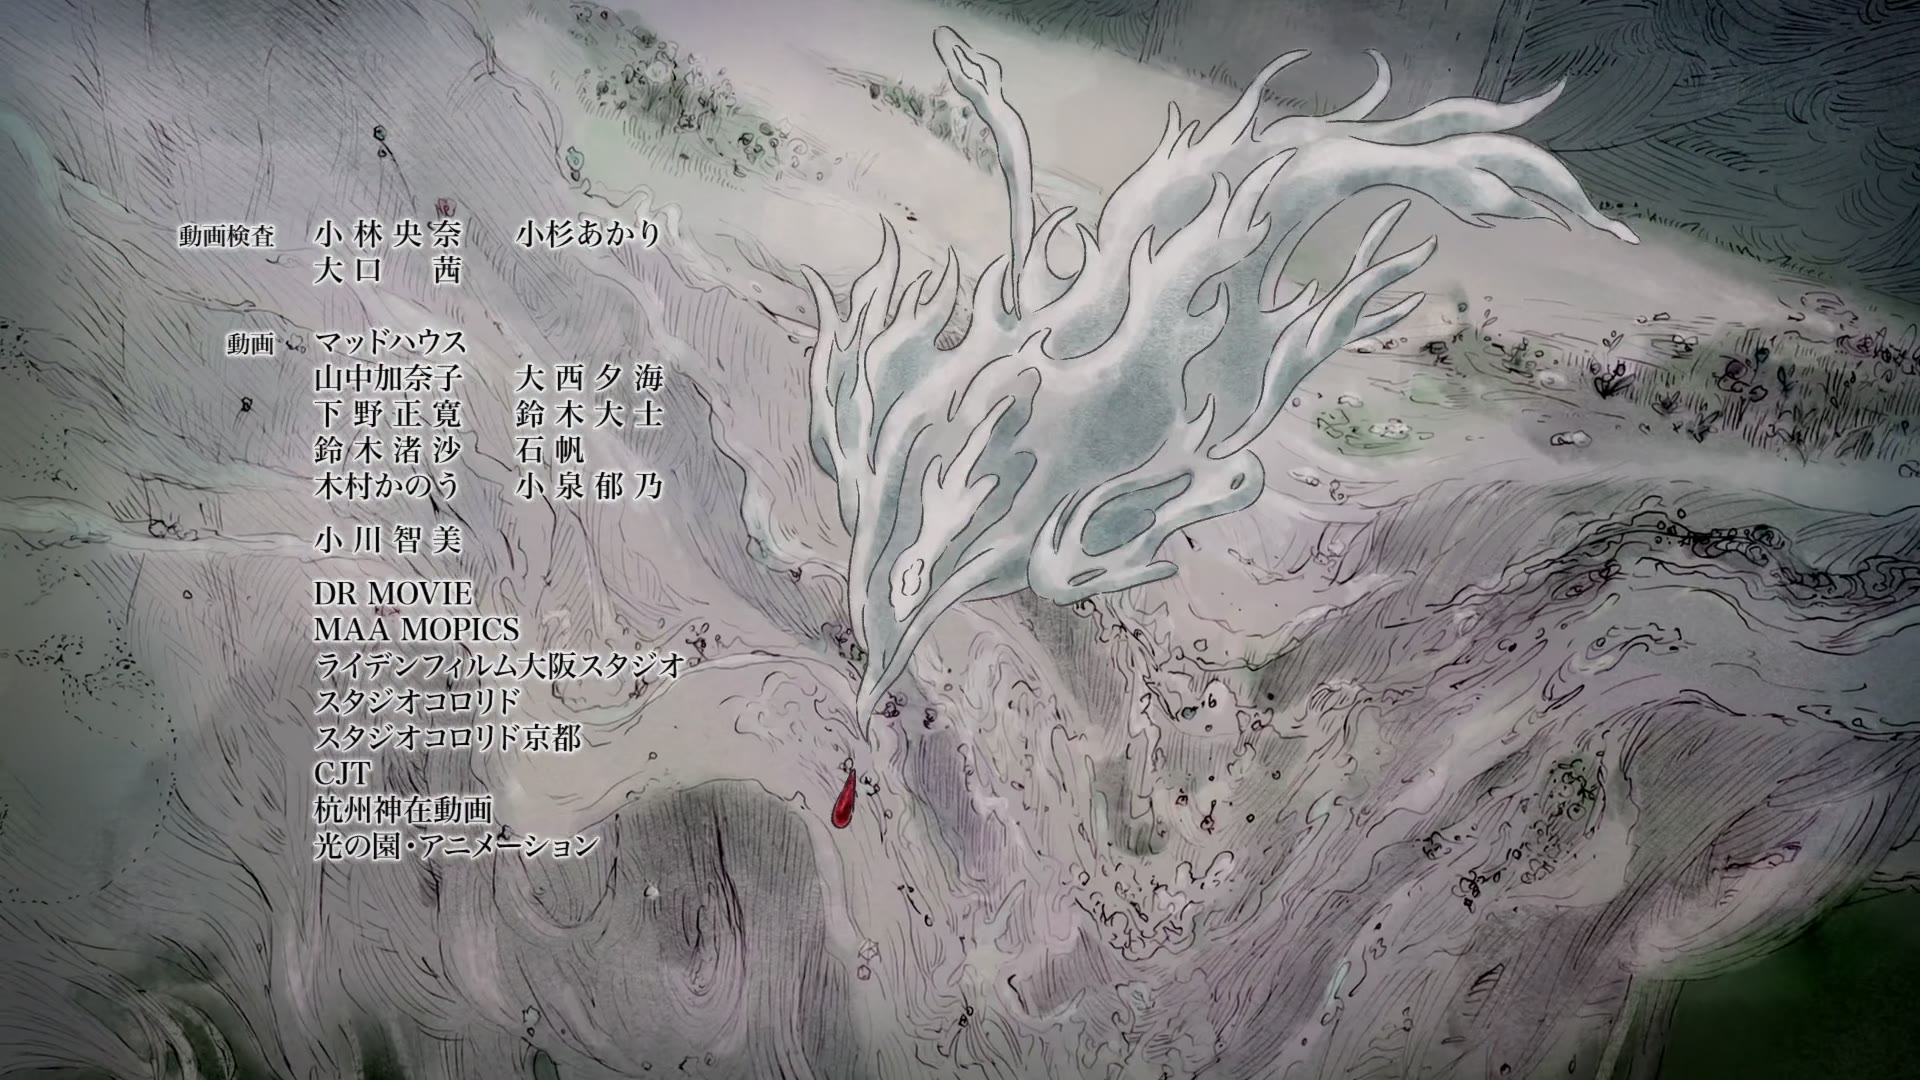 動画検査 小林央奈 小杉あかり
大口 茜
動画 マッドハウス
山中加奈子 大西夕海
下野正寛 鈴木大士
鈴木渚沙 石帆
木村かのう 小泉郁乃
小川智美
DR MOVIE
MAA MOPICS
ライデンフィルム大阪スタジオ
スタジオコロリド
スタジオコロリド京都
CJT
杭州神在動画
光の園・アニメーション